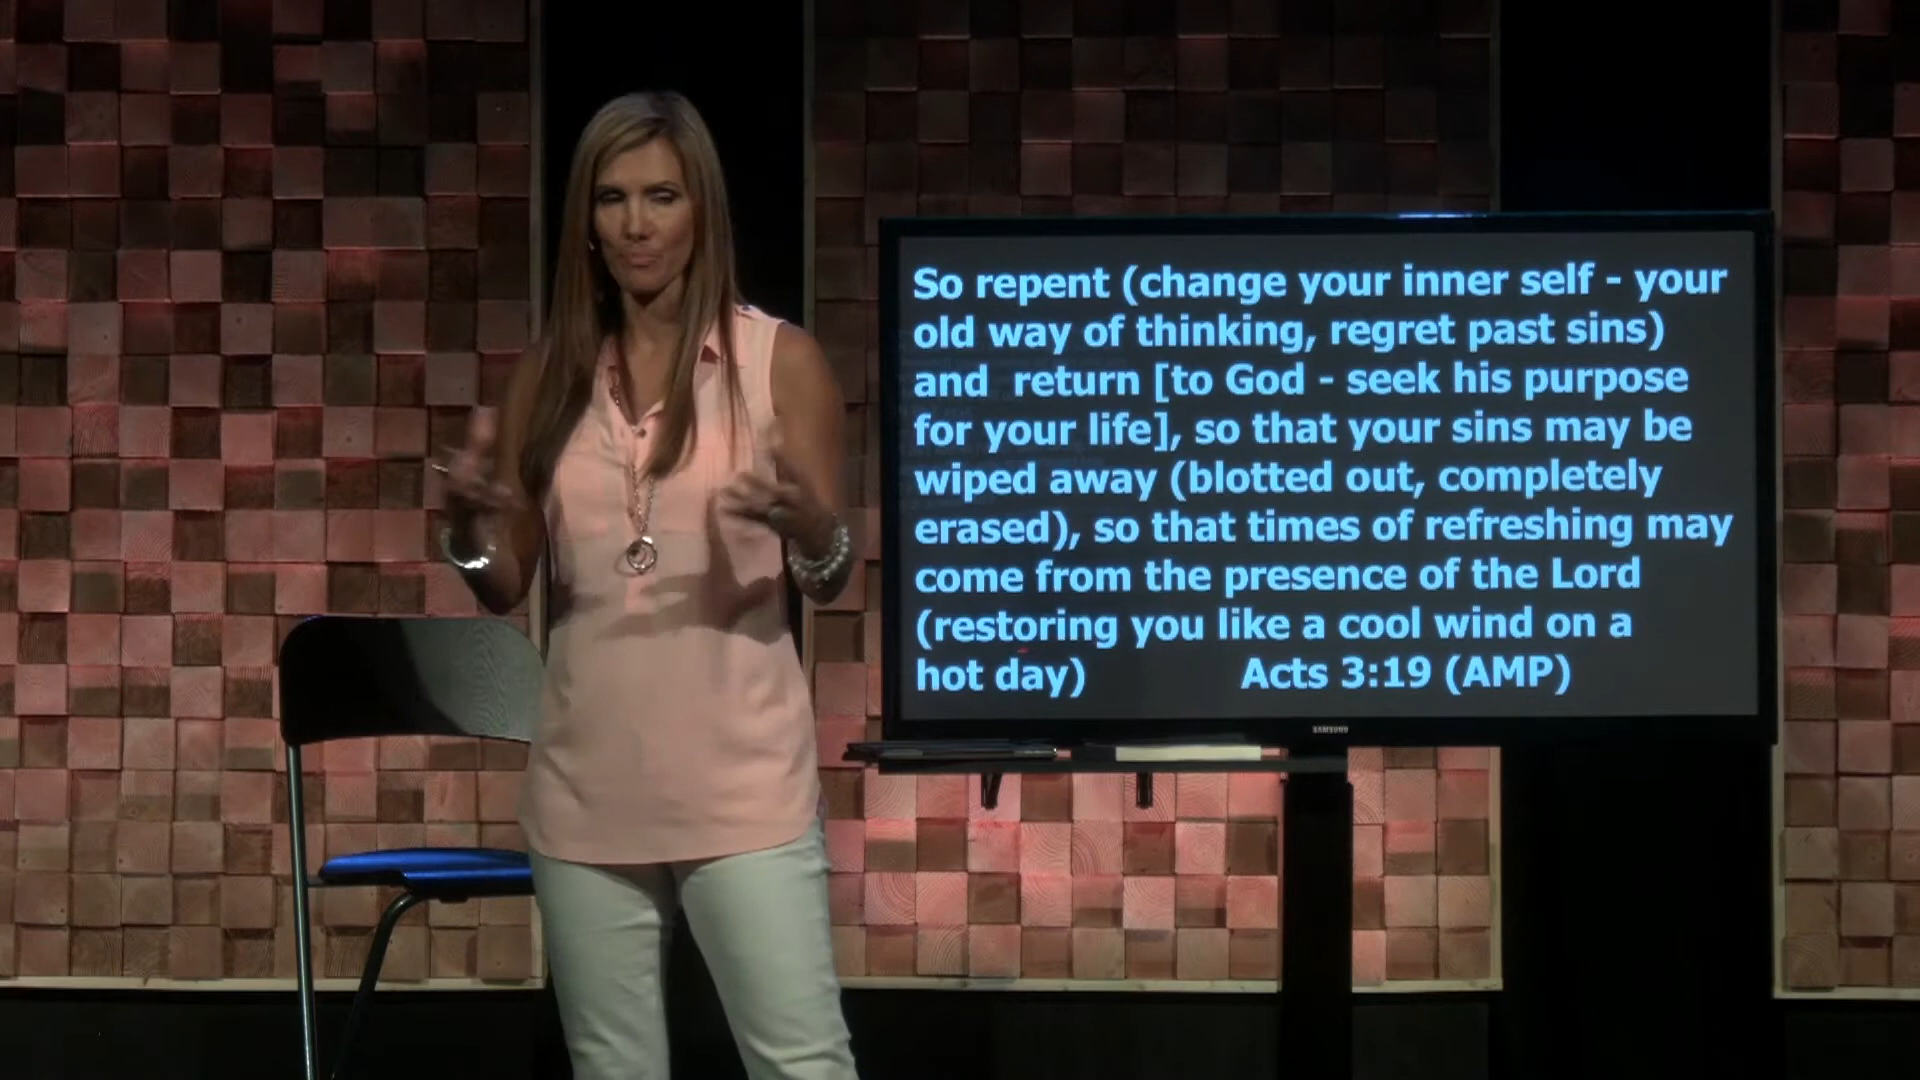 So repent (change your inner self - your
old way of thinking, regret past sins)
and return [to God - seek his purpose
for your life], so that your sins may be
wiped away (blotted out, completely
erased), so that times of refreshing may
come from the presence of the Lord
(restoring you like a cool wind on a
hot day) Acts 3:19 (AMP)
SAMSUNG